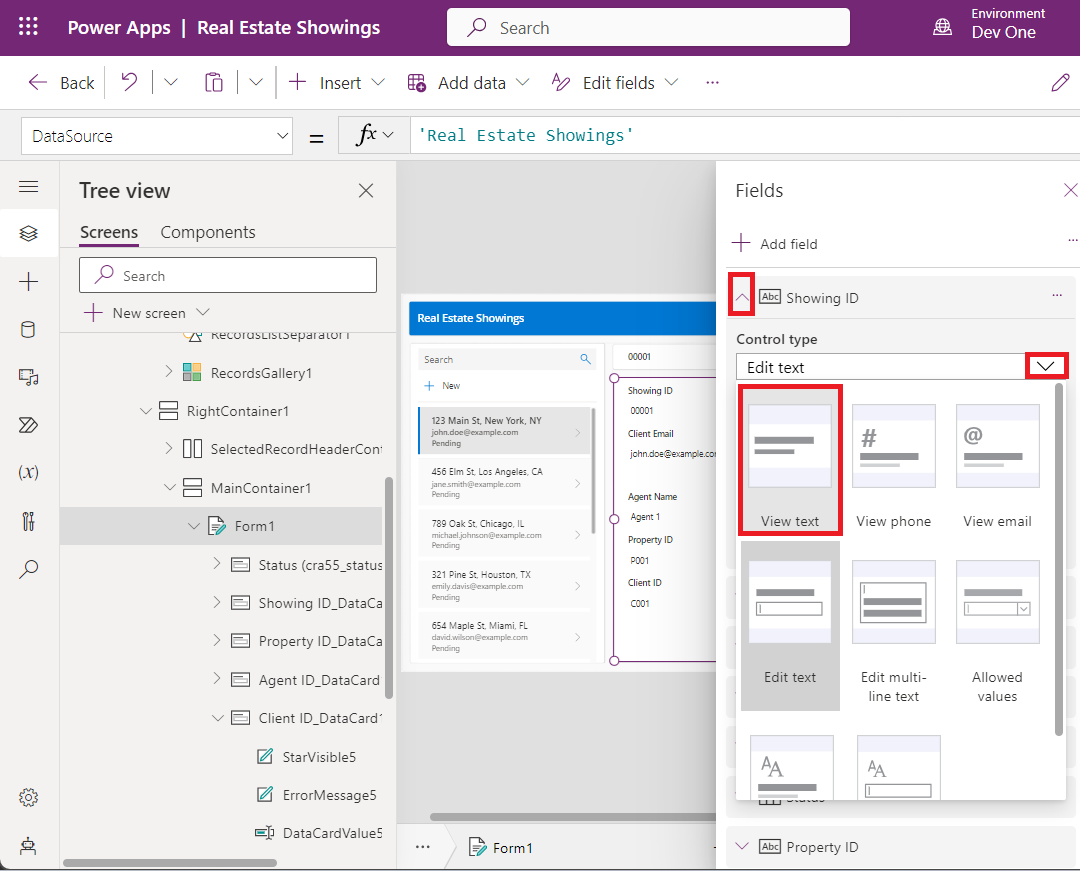 Power Apps | Real Estate Showings
Search
Environment
Dev One
Back
Insert
Add data
Edit fields
...
DataSource
=
fx
'Real Estate Showings'
Tree view
Screens
Components
Search
New screen
RecordsListSeparator1
RecordsGallery1
RightContainer1
SelectedRecordHeaderCont
MainContainer1
Form1
Status (cra55_status
Showing ID_DataCa
Property ID_DataCa
Agent ID_DataCard
Client ID_DataCard1
StarVisible5
ErrorMessage5
DataCardValue5
(x)
Real Estate Showings
Search
New
123 Main St, New York, NY
john.doe@example.com
Pending
456 Elm St, Los Angeles, CA
jane.smith@example.com
Pending
789 Oak St, Chicago, IL
michael.johnson@example.com
Pending
321 Pine St, Houston, TX
emily.davis@example.com
Pending
654 Maple St, Miami, FL
david.wilson@example.com
Pending
00001
Showing ID
00001
Client Email
john.doe@example.com
Agent Name
Agent 1
Property ID
P001
Client ID
C001
...
Form1
Fields
Add field
...
Abc Showing ID
...
Control type
Edit text
View text
#
View phone
@
View email
Edit text
Edit multi-
line text
Allowed
values
AA
AA
Status
Abc Property ID